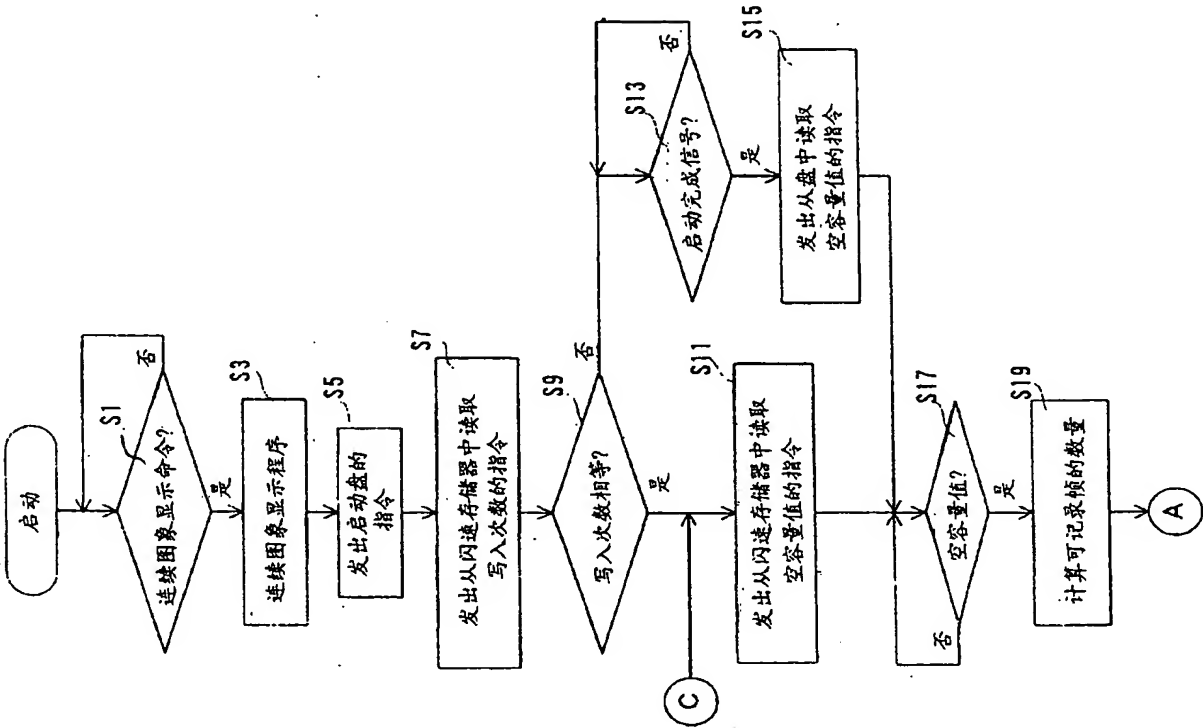 启动
S1
连续图象显示命令?
否
是
S3
连续图象显示程序
S5
发出启动盘的
指令
S7
发出从闪速存储器中读取
写入次数的指令
S9
写入次数相等?
否
是
S13
启动完成信号?
否
是
S15
发出从盘中读取
空容量值的指令
C
S11
发出从闪速存储器中读取
空容量值的指令
S17
空容量值?
否
是
S19
计算可记录帧的数量
A